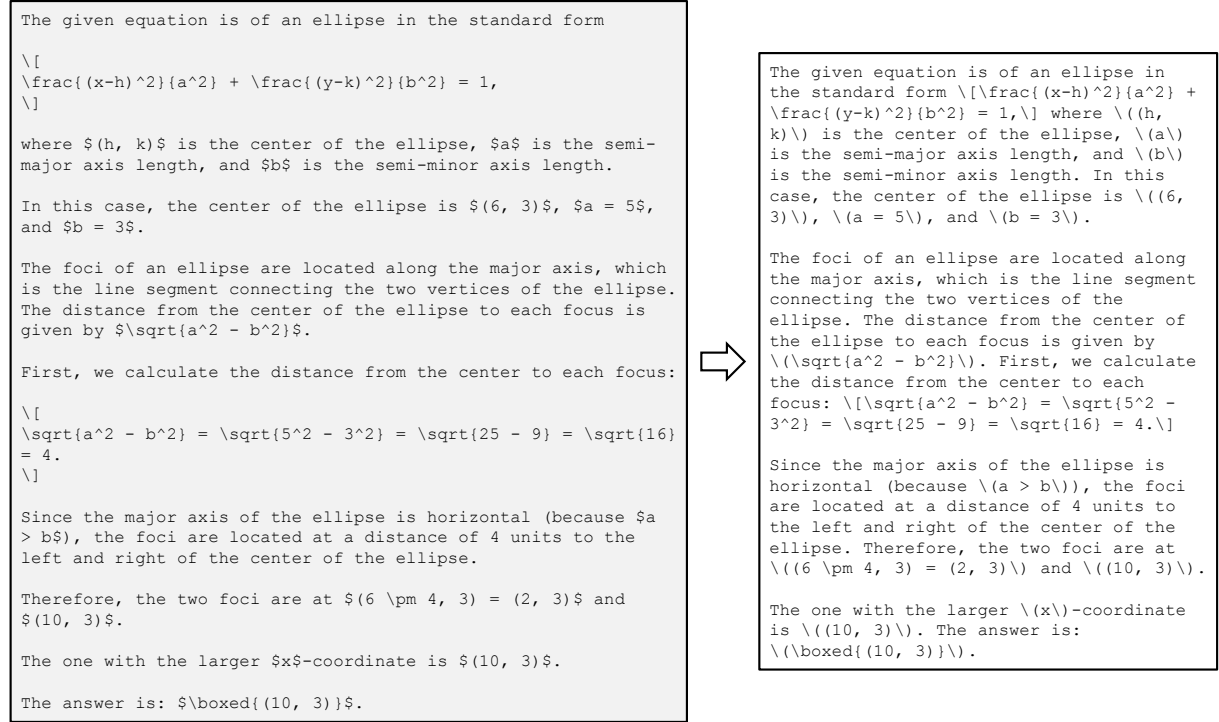 The given equation is of an ellipse in the standard form
\[
\frac{(x-h)^2}{a^2} + \frac{(y-k)^2}{b^2} = 1,
\]
where $(h, k)$ is the center of the ellipse, $a$ is the semi-
major axis length, and $b$ is the semi-minor axis length.
In this case, the center of the ellipse is $(6, 3)$, $a = 5$,
and $b = 3$.
The foci of an ellipse are located along the major axis, which
is the line segment connecting the two vertices of the ellipse.
The distance from the center of the ellipse to each focus is
given by $\sqrt{a^2 - b^2}$.
First, we calculate the distance from the center to each focus:
\[
\sqrt{a^2 - b^2} = \sqrt{5^2 - 3^2} = \sqrt{25 - 9} = \sqrt{16}
= 4.
\]
Since the major axis of the ellipse is horizontal (because $a
> b$), the foci are located at a distance of 4 units to the
left and right of the center of the ellipse.
Therefore, the two foci are at $(6 \pm 4, 3) = (2, 3)$ and
$(10, 3)$.
The one with the larger $x$-coordinate is $(10, 3)$.
The answer is: $\boxed{(10, 3)}$.
The given equation is of an ellipse in
the standard form \[\frac{(x-h)^2}{a^2} +
\frac{(y-k)^2}{b^2} = 1,\] where \((h,
k)\) is the center of the ellipse, \(a\)
is the semi-major axis length, and \(b\)
is the semi-minor axis length. In this
case, the center of the ellipse is \((6,
3)\), \(a = 5\), and \(b = 3\).
The foci of an ellipse are located along
the major axis, which is the line segment
connecting the two vertices of the
ellipse. The distance from the center of
the ellipse to each focus is given by
\(\sqrt{a^2 - b^2}\). First, we calculate
the distance from the center to each
focus: \[\sqrt{a^2 - b^2} = \sqrt{5^2 -
3^2} = \sqrt{25 - 9} = \sqrt{16} = 4.\]
Since the major axis of the ellipse is
horizontal (because \(a > b\)), the foci
are located at a distance of 4 units to
the left and right of the center of the
ellipse. Therefore, the two foci are at
\((6 \pm 4, 3) = (2, 3)\) and \((10, 3)\).
The one with the larger \(x\)-coordinate
is \((10, 3)\). The answer is:
\(\boxed{(10, 3)}\).